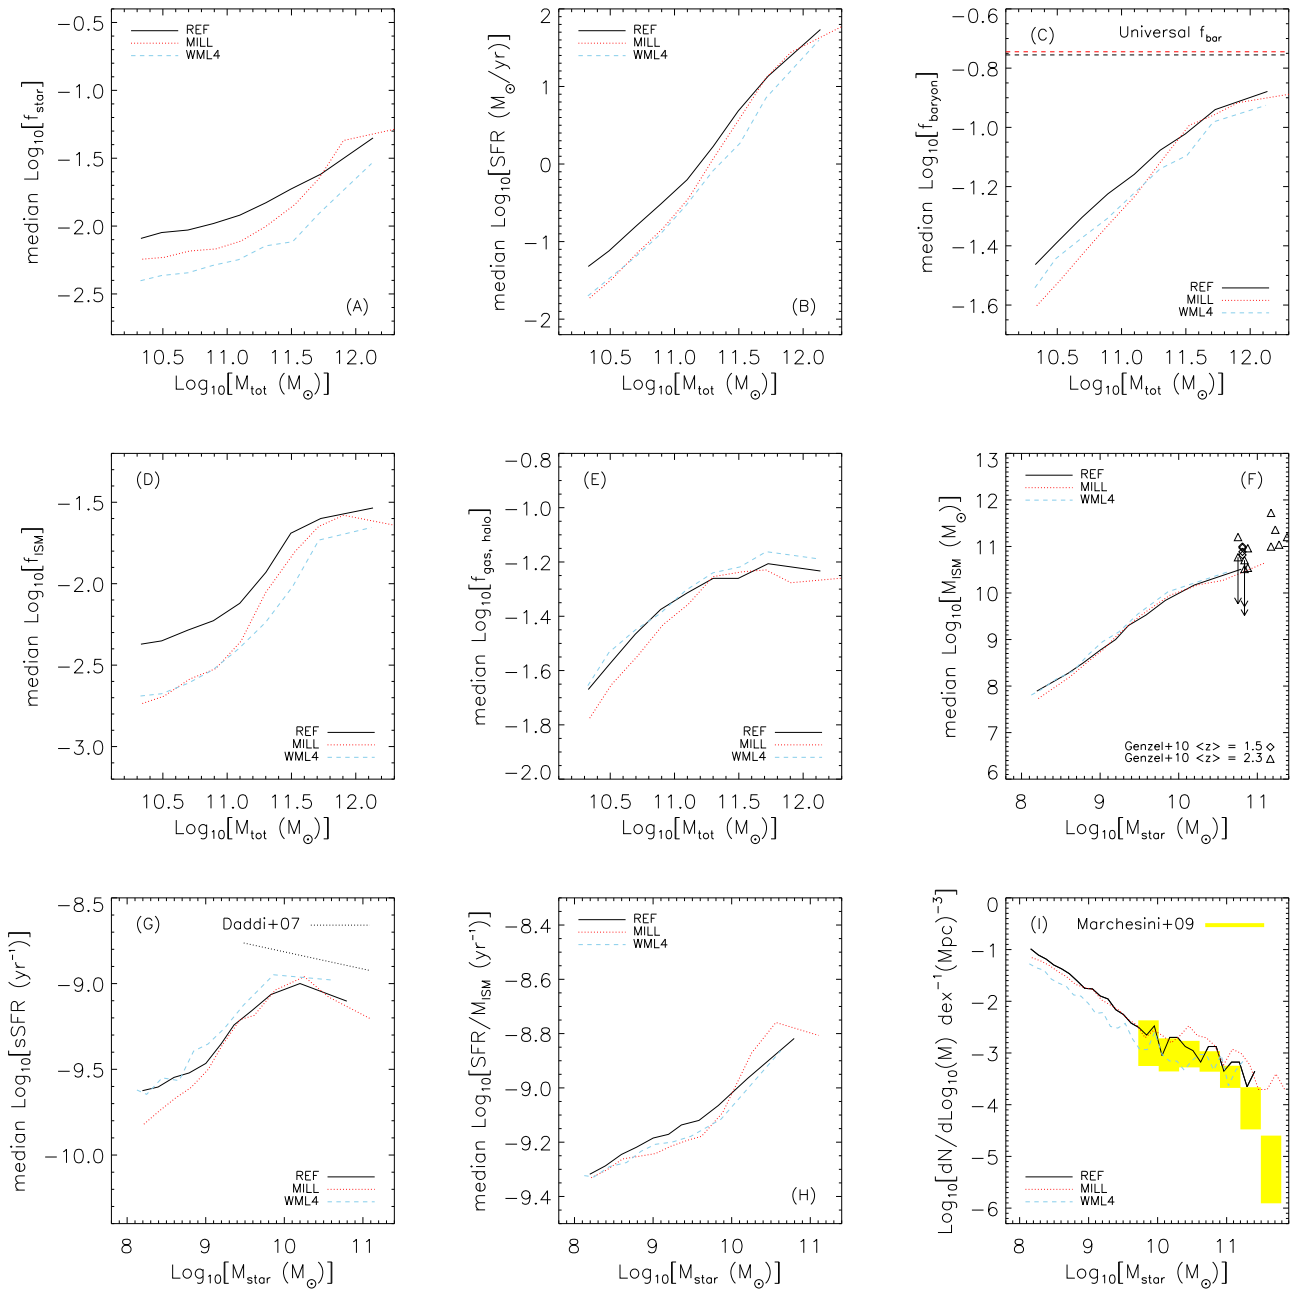 −0.5
−1.0
−1.5
−2.0
−2.5
median Log10[fstar]
REF
MILL
WML4
(A)
10.5 11.0 11.5 12.0
Log10[Mtot (M⊙)]
2
1
0
−1
−2
median Log10[SFR (M⊙/yr)]
REF
MILL
WML4
(B)
10.5 11.0 11.5 12.0
Log10[Mtot (M⊙)]
−0.6
−0.8
−1.0
−1.2
−1.4
−1.6
median Log10[fbaryon]
(C) Universal fbar
REF
MILL
WML4
10.5 11.0 11.5 12.0
Log10[Mtot (M⊙)]
−1.5
−2.0
−2.5
−3.0
median Log10[fISM]
(D)
REF
MILL
WML4
10.5 11.0 11.5 12.0
Log10[Mtot (M⊙)]
−0.8
−1.0
−1.2
−1.4
−1.6
−1.8
−2.0
median Log10[fgas, halo]
(E)
REF
MILL
WML4
10.5 11.0 11.5 12.0
Log10[Mtot (M⊙)]
13
12
11
10
9
8
7
6
median Log10[MISM (M⊙)]
REF
MILL
WML4
(F)
Genzel+10 <z> = 1.5
Genzel+10 <z> = 2.3
8 9 10 11
Log10[Mstar (M⊙)]
−8.5
−9.0
−9.5
−10.0
median Log10[sSFR (yr−1)]
(G) Daddi+07
REF
MILL
WML4
8 9 10 11
Log10[Mstar (M⊙)]
−8.4
−8.6
−8.8
−9.0
−9.2
−9.4
median Log10[SFR/MISM (yr−1)]
REF
MILL
WML4
(H)
8 9 10 11
Log10[Mstar (M⊙)]
0
−1
−2
−3
−4
−5
−6
Log10[dN/dLog10(M) dex−1(Mpc)−3]
(I) Marchesini+09
REF
MILL
WML4
8 9 10 11
Log10[Mstar (M⊙)]